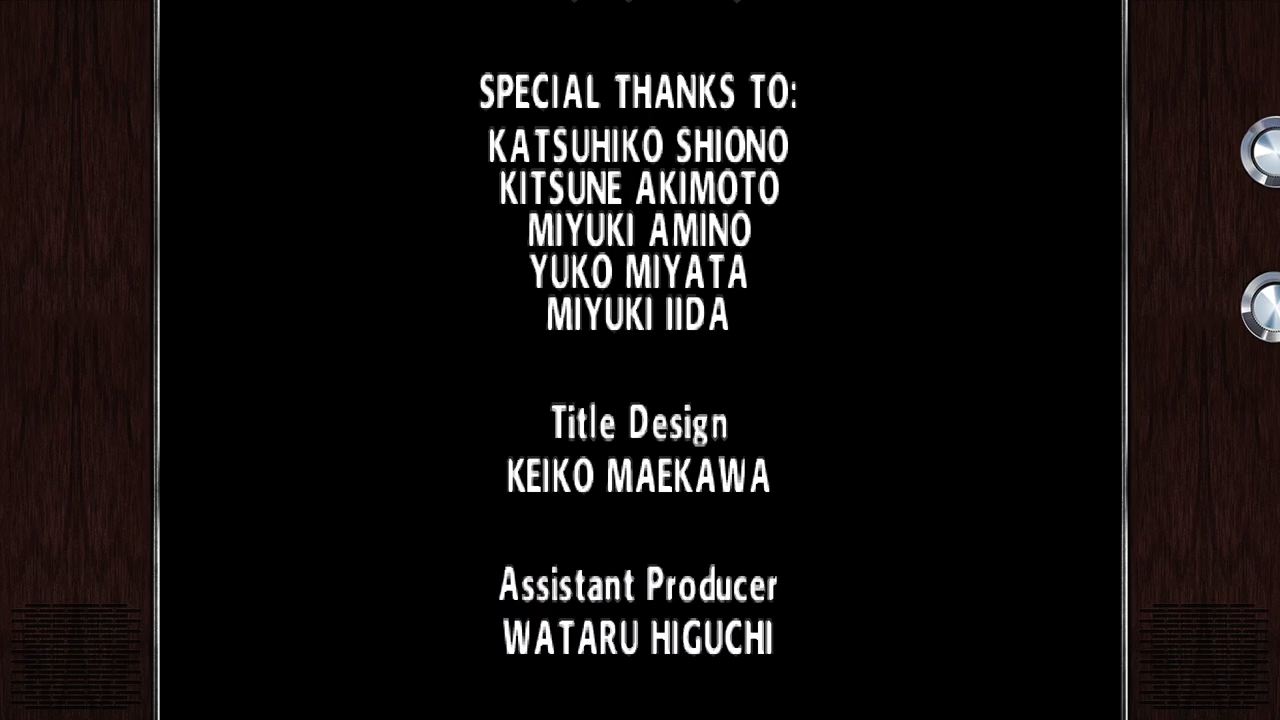 SPECIAL THANKS TO:
KATSUHIKO SHIONO
KITSUNE AKIMOTO
MIYUKI AMINO
YUKO MIYATA
MIYUKI IIDA
Title Design
KEIKO MAEKAWA
Assistant Producer
WATARU HIGUCHI